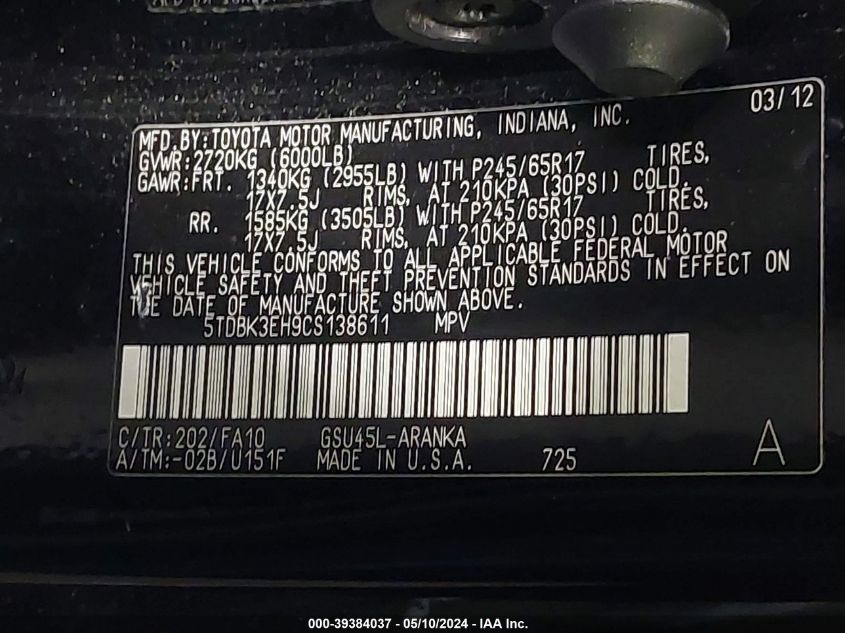 03/12
MFD.BY:TOYOTA MOTOR MANUFACTURING, INDIANA, INC.
GVWR:2720KG (6000LB)
GAWR:FRT. 1340KG (2955LB) WITH P245/65R17 TIRES,
17X7.5J RIMS, AT 210KPA (30PSI) COLD.
RR. 1585KG (3505LB) WITH P245/65R17 TIRES,
17X7.5J RIMS, AT 210KPA (30PSI) COLD.
THIS VEHICLE CONFORMS TO ALL APPLICABLE FEDERAL MOTOR
VEHICLE SAFETY AND THEFT PREVENTION STANDARDS IN EFFECT ON
THE DATE OF MANUFACTURE SHOWN ABOVE.
5TDBK3EH9CS138611 MPV
C/TR:202/FA10 GSU45L-ARANKA
A/TM:-02B/U151F MADE IN U.S.A. 725 A
000-39384037 - 05/10/2024 - IAA Inc.